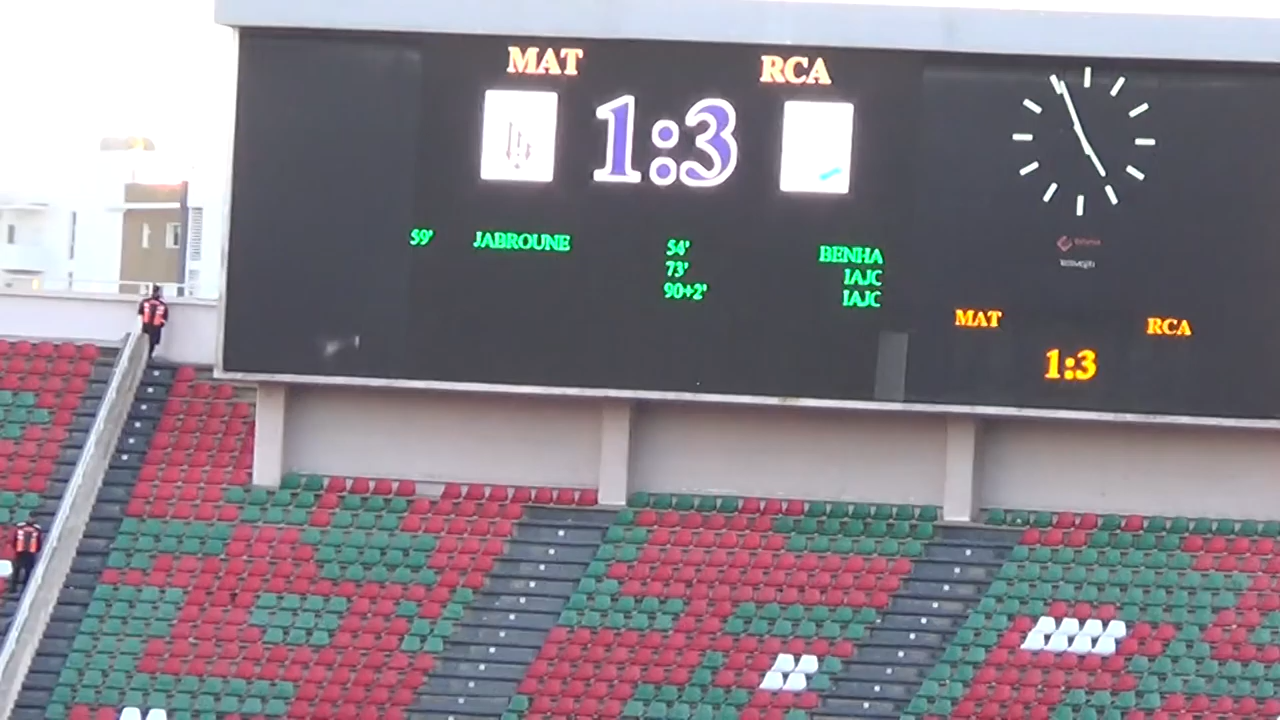 MAT RCA
1:3
59' JABROUNE 54' BENHA
73' IAJC
90+2' IAJC
MAT RCA
1:3